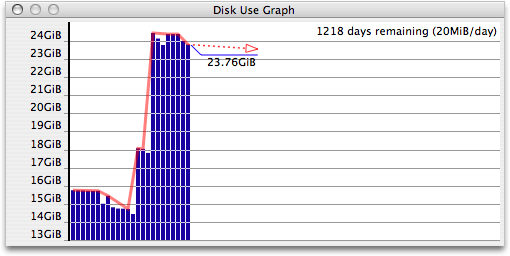 Disk Use Graph
1218 days remaining (20MiB/day)
24GiB
23GiB
23.76GiB
22GiB
21GiB
20GiB
19GiB
18GiB
17GiB
16GiB
15GiB
14GiB
13GiB